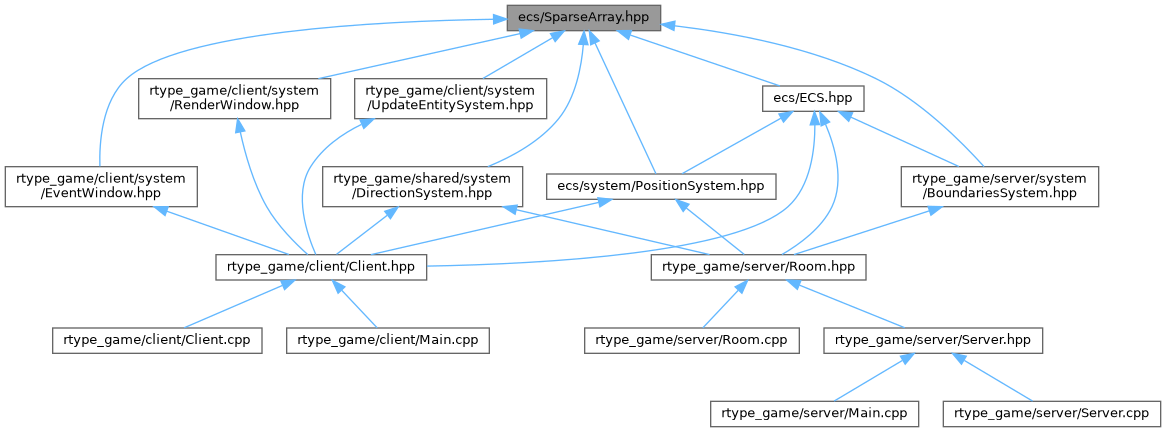 ecs/SparseArray.hpp
rtype_game/client/system
/RenderWindow.hpp
rtype_game/client/system
/UpdateEntitySystem.hpp
ecs/ECS.hpp
rtype_game/client/system
/EventWindow.hpp
rtype_game/shared/system
/DirectionSystem.hpp
ecs/system/PositionSystem.hpp
rtype_game/server/system
/BoundariesSystem.hpp
rtype_game/client/Client.hpp
rtype_game/server/Room.hpp
rtype_game/client/Client.cpp
rtype_game/client/Main.cpp
rtype_game/server/Room.cpp
rtype_game/server/Server.hpp
rtype_game/server/Main.cpp
rtype_game/server/Server.cpp